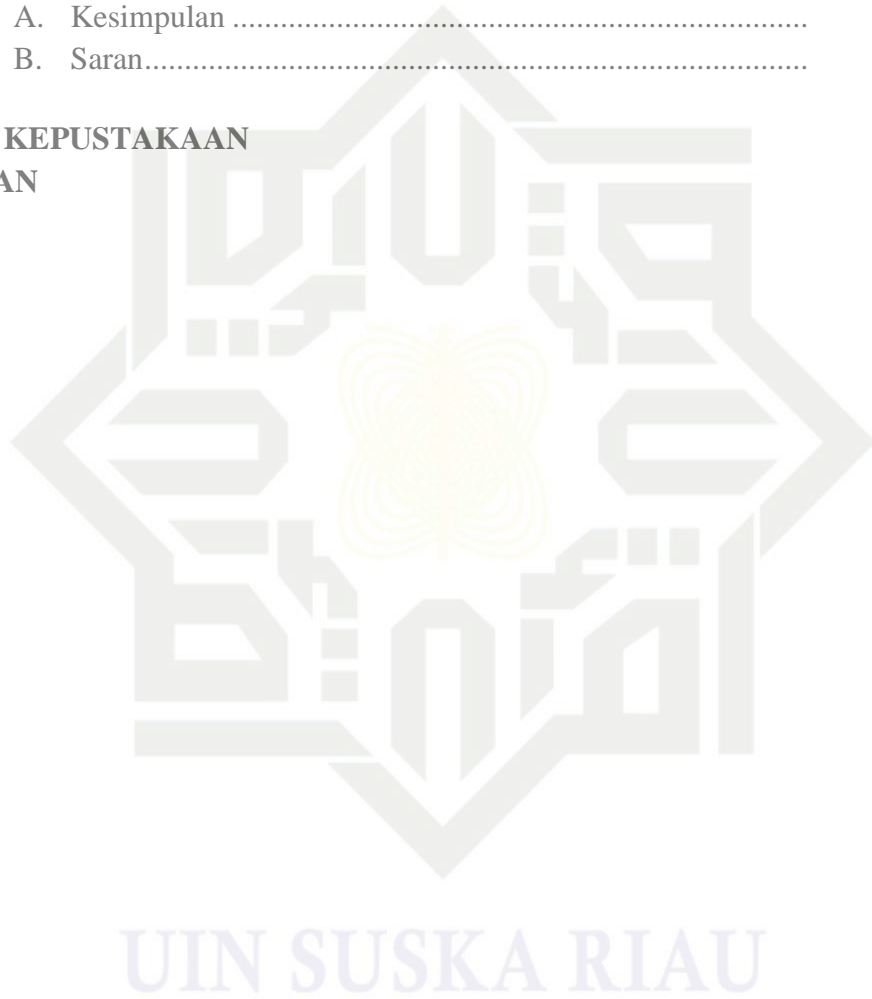 A. Kesimpulan ........................................................................
B. Saran...................................................................................
KEPUSTAKAAN
AN
UIN SUSKA RIAU